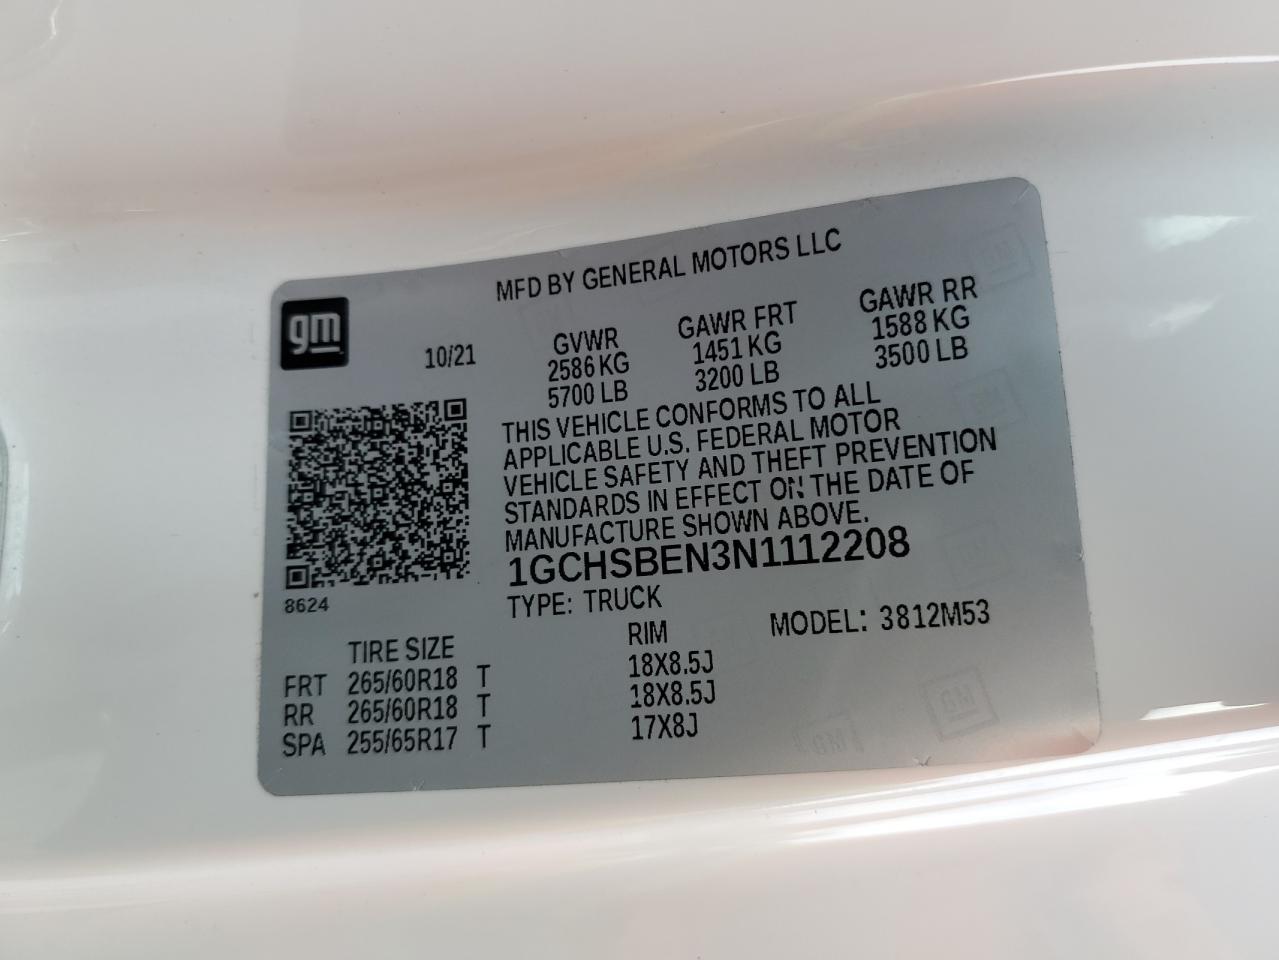 MFD BY GENERAL MOTORS LLC
gm
10/21
GVWR GAWR FRT GAWR RR
2586 KG 1451 KG 1588 KG
5700 LB 3200 LB 3500 LB
THIS VEHICLE CONFORMS TO ALL
APPLICABLE U.S. FEDERAL MOTOR
VEHICLE SAFETY AND THEFT PREVENTION
STANDARDS IN EFFECT ON THE DATE OF
MANUFACTURE SHOWN ABOVE.
1GCHSBEN3N1112208
8624
TYPE: TRUCK MODEL: 3812M53
TIRE SIZE RIM
FRT 265/60R18 T 18X8.5J
RR 265/60R18 T 18X8.5J
SPA 255/65R17 T 17X8J
GM
GM